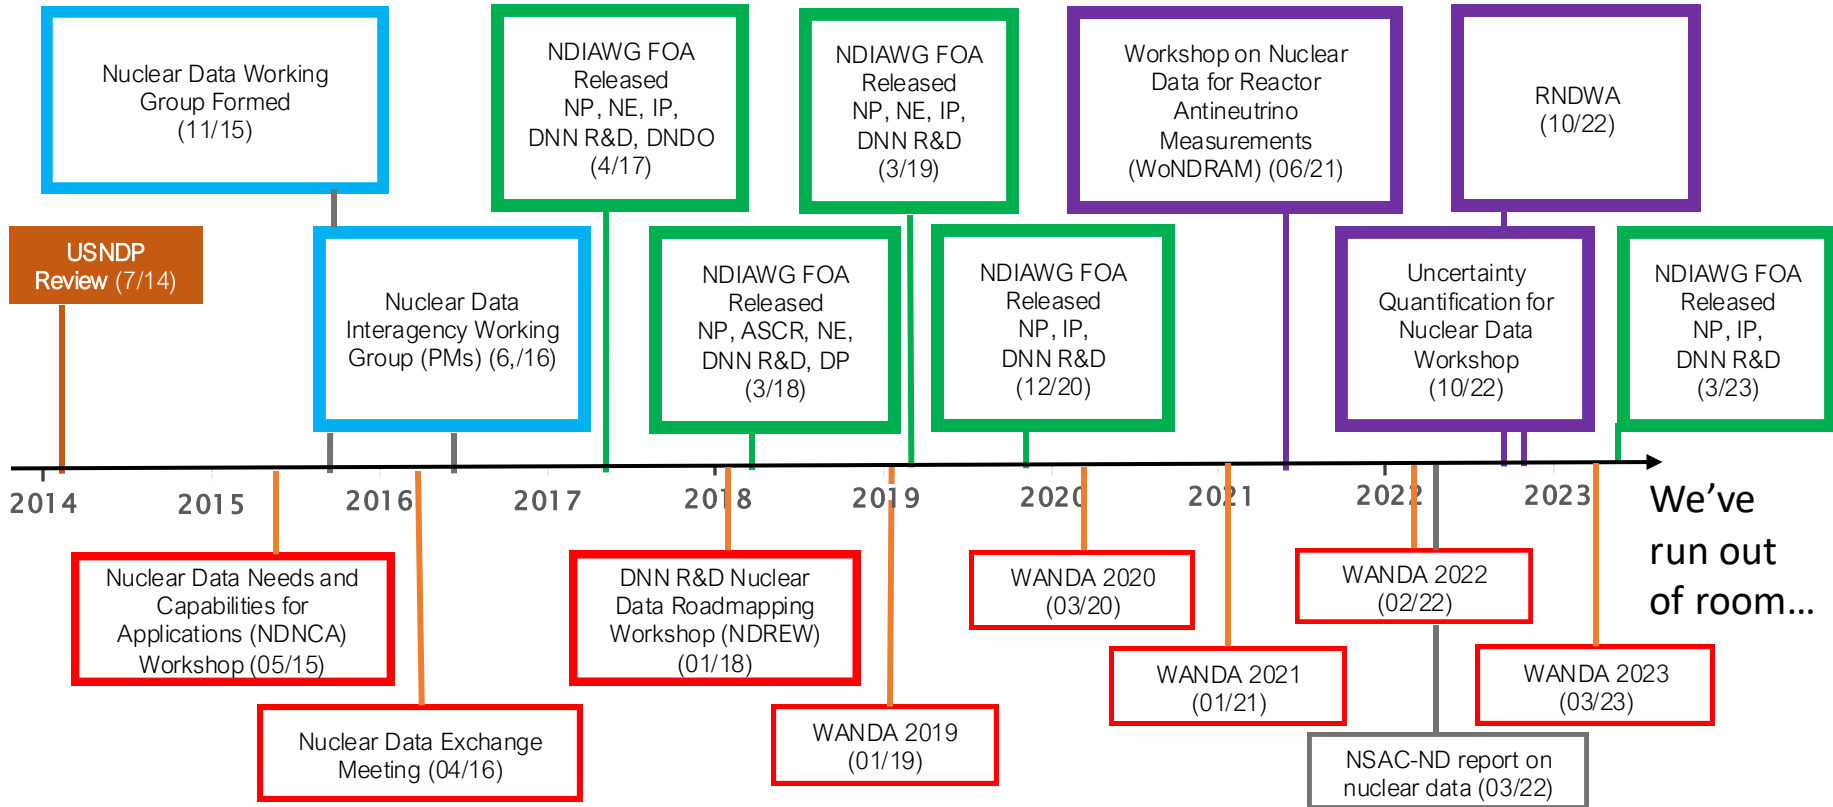 Nuclear Data Working
Group Formed
(11/15)
NDIAWG FOA
Released
NP, NE, IP,
DNN R&D, DNDO
(4/17)
NDIAWG FOA
Released
NP, NE, IP,
DNN R&D
(3/19)
Workshop on Nuclear
Data for Reactor
Antineutrino
Measurements
(WoNDRAM) (06/21)
RNDWA
(10/22)
USNDP
Review (7/14)
Nuclear Data
Interagency Working
Group (PMs) (6,/16)
NDIAWG FOA
Released
NP, ASCR, NE,
DNN R&D, DP
(3/18)
NDIAWG FOA
Released
NP, IP,
DNN R&D
(12/20)
Uncertainty
Quantification for
Nuclear Data
Workshop
(10/22)
NDIAWG FOA
Released
NP, IP,
DNN R&D
(3/23)
2014 2015 2016 2017 2018 2019 2020 2021 2022 2023
We’ve
run out
of room…
Nuclear Data Needs and
Capabilities for
Applications (NDNCA)
Workshop (05/15)
Nuclear Data Exchange
Meeting (04/16)
DNN R&D Nuclear
Data Roadmapping
Workshop (NDREW)
(01/18)
WANDA 2019
(01/19)
WANDA 2020
(03/20)
WANDA 2021
(01/21)
WANDA 2022
(02/22)
WANDA 2023
(03/23)
NSAC-ND report on
nuclear data (03/22)